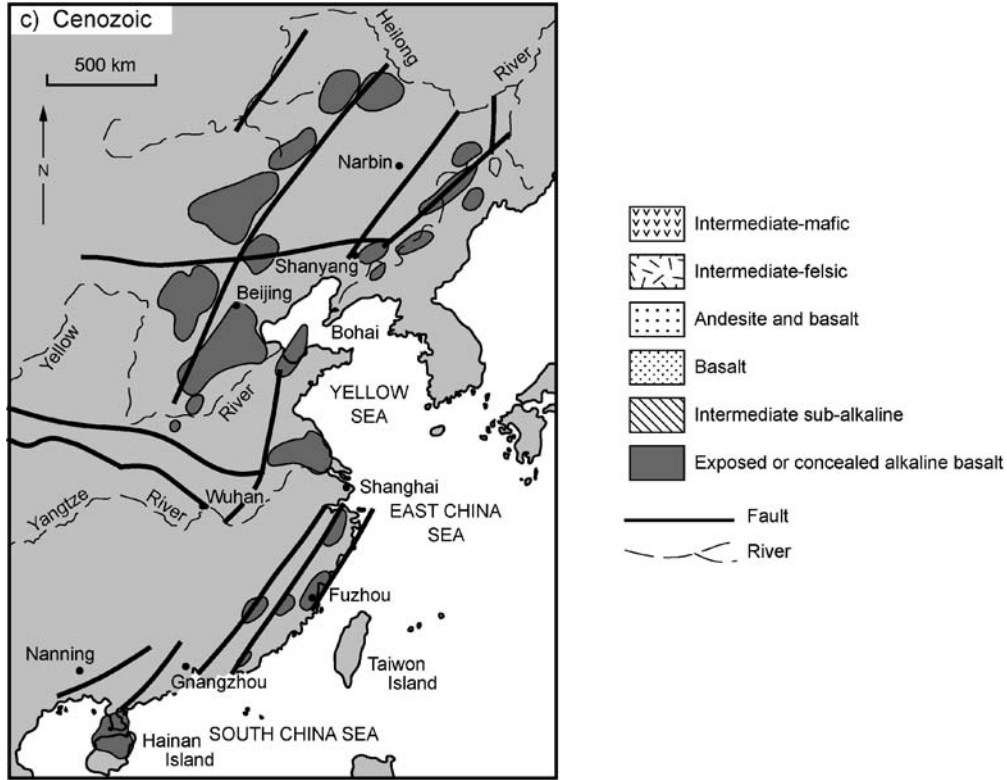 c) Cenozoic
500 km
N
Heilong
River
Narbin
Shanyang
Beijing
Bohai
Yellow
River
YELLOW
SEA
Wuhan
Shanghai
Yangtze
River
EAST CHINA
SEA
Fuzhou
Nanning
Gnangzhou
Taiwon
Island
SOUTH CHINA SEA
Hainan
Island
Intermediate-mafic
Intermediate-felsic
Andesite and basalt
Basalt
Intermediate sub-alkaline
Exposed or concealed alkaline basalt
Fault
River